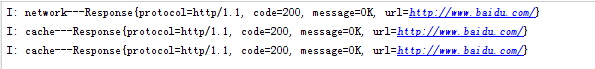 I: network---Response{protocol=http/1.1, code=200, message=OK, url=http://www.baidu.com/}
I: cache---Response{protocol=http/1.1, code=200, message=OK, url=http://www.baidu.com/}
I: cache---Response{protocol=http/1.1, code=200, message=OK, url=http://www.baidu.com/}